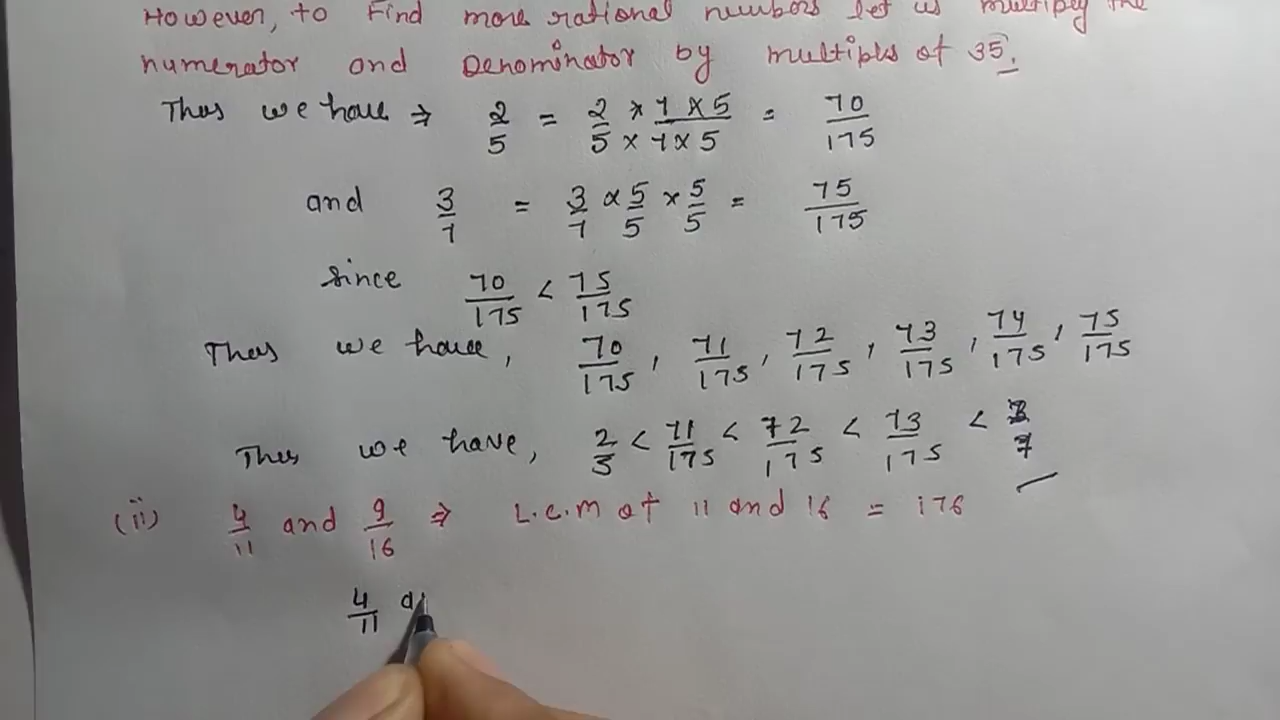 However, to Find more rational numbers let us multiply the
numerator and Denominator by multiples of 35.
Thus we have ⇒ 2/5 = 2/5 × 7×5/7×5 = 70/175
and 3/7 = 3/7 × 5/5 × 5/5 = 75/175
since 70/175 < 75/175
Thus we have, 70/175, 71/175, 72/175, 73/175, 74/175, 75/175
Thus we have, 2/5 < 71/175 < 72/175 < 73/175 < 3/7
(ii) 4/11 and 9/16 ⇒ L.C.M of 11 and 16 = 176
4/11